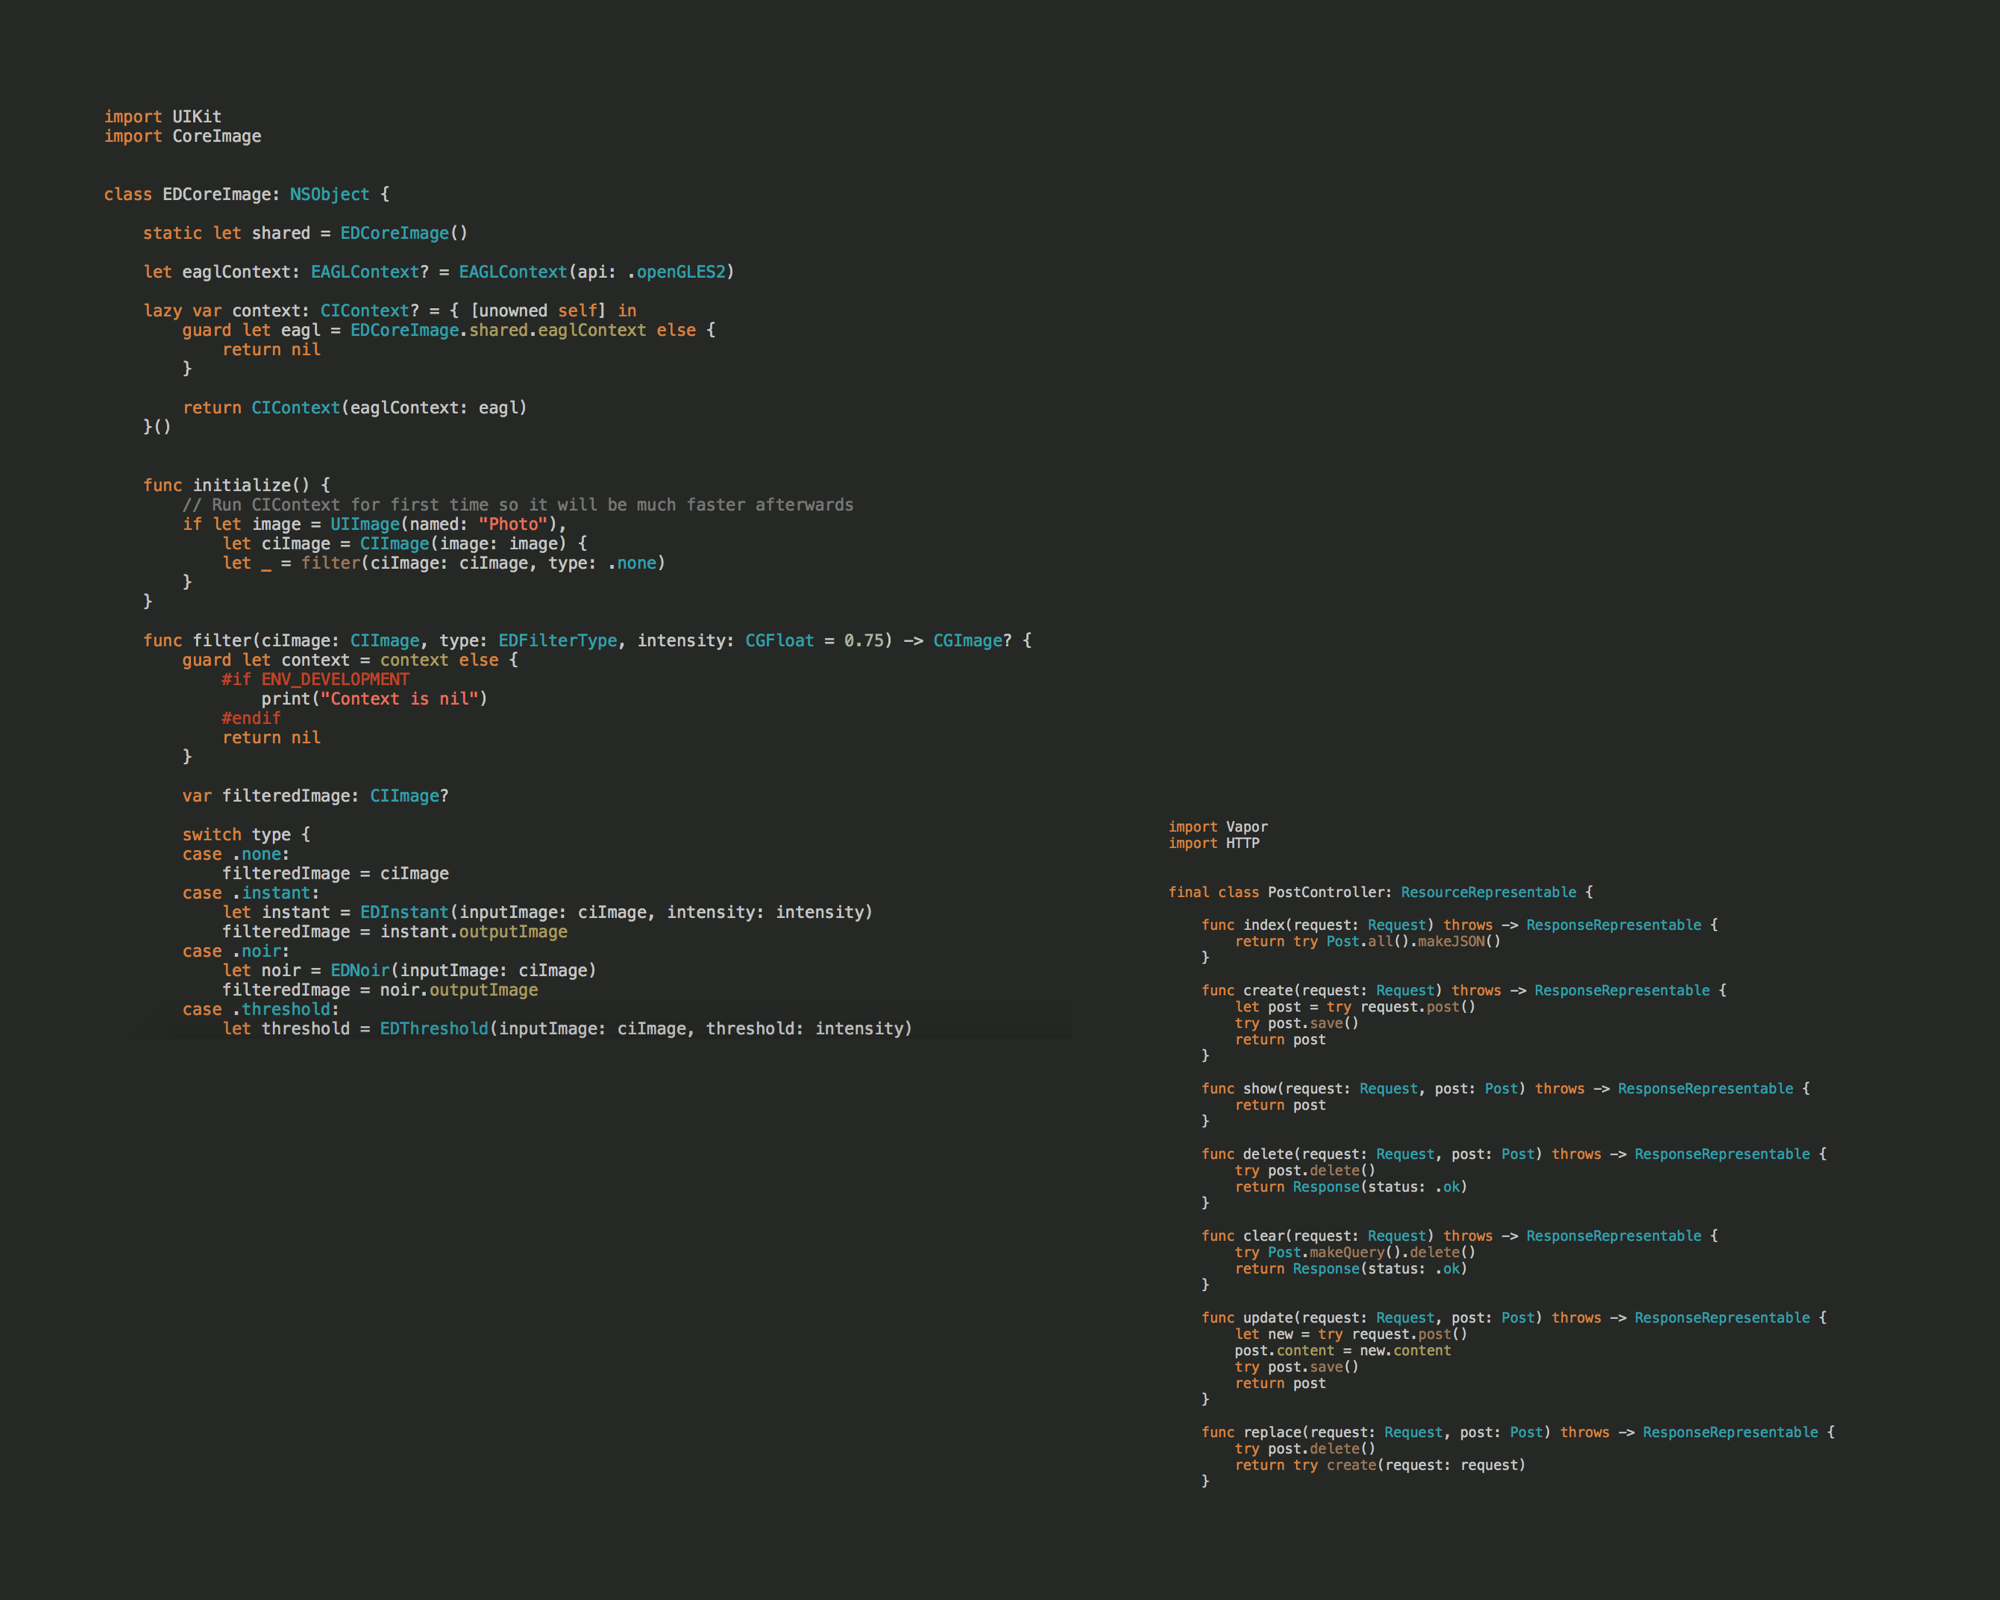 import UIKit
import CoreImage
class EDCoreImage: NSObject {
static let shared = EDCoreImage()
let eaglContext: EAGLContext? = EAGLContext(api: .openGLES2)
lazy var context: CIContext? = { [unowned self] in
guard let eagl = EDCoreImage.shared.eaglContext else {
return nil
}
return CIContext(eaglContext: eagl)
}()
func initialize() {
// Run CIContext for first time so it will be much faster afterwards
if let image = UIImage(named: "Photo"),
let ciImage = CIImage(image: image) {
let _ = filter(ciImage: ciImage, type: .none)
}
}
func filter(ciImage: CIImage, type: EDFilterType, intensity: CGFloat = 0.75) -> CGImage? {
guard let context = context else {
#if ENV_DEVELOPMENT
print("Context is nil")
#endif
return nil
}
var filteredImage: CIImage?
switch type {
case .none:
filteredImage = ciImage
case .instant:
let instant = EDInstant(inputImage: ciImage, intensity: intensity)
filteredImage = instant.outputImage
case .noir:
let noir = EDNoir(inputImage: ciImage)
filteredImage = noir.outputImage
case .threshold:
let threshold = EDThreshold(inputImage: ciImage, threshold: intensity)
import Vapor
import HTTP
final class PostController: ResourceRepresentable {
func index(request: Request) throws -> ResponseRepresentable {
return try Post.all().makeJSON()
}
func create(request: Request) throws -> ResponseRepresentable {
let post = try request.post()
try post.save()
return post
}
func show(request: Request, post: Post) throws -> ResponseRepresentable {
return post
}
func delete(request: Request, post: Post) throws -> ResponseRepresentable {
try post.delete()
return Response(status: .ok)
}
func clear(request: Request) throws -> ResponseRepresentable {
try Post.makeQuery().delete()
return Response(status: .ok)
}
func update(request: Request, post: Post) throws -> ResponseRepresentable {
let new = try request.post()
post.content = new.content
try post.save()
return post
}
func replace(request: Request, post: Post) throws -> ResponseRepresentable {
try post.delete()
return try create(request: request)
}